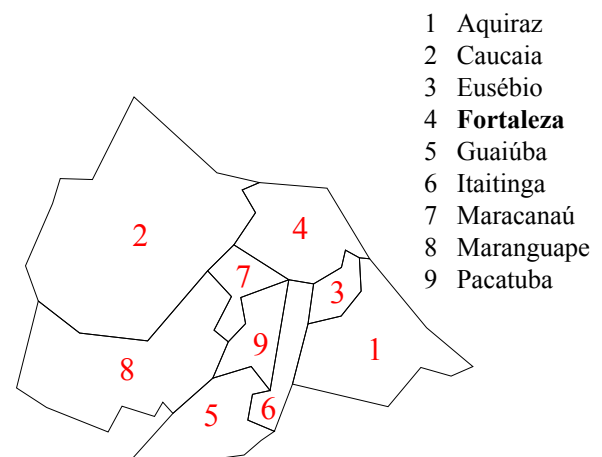 1 Aquiraz
2 Caucaia
3 Eusébio
4 Fortaleza
5 Guaiúba
6 Itaitinga
7 Maracanaú
8 Maranguape
9 Pacatuba
2
4
7
3
9
1
8
5
6